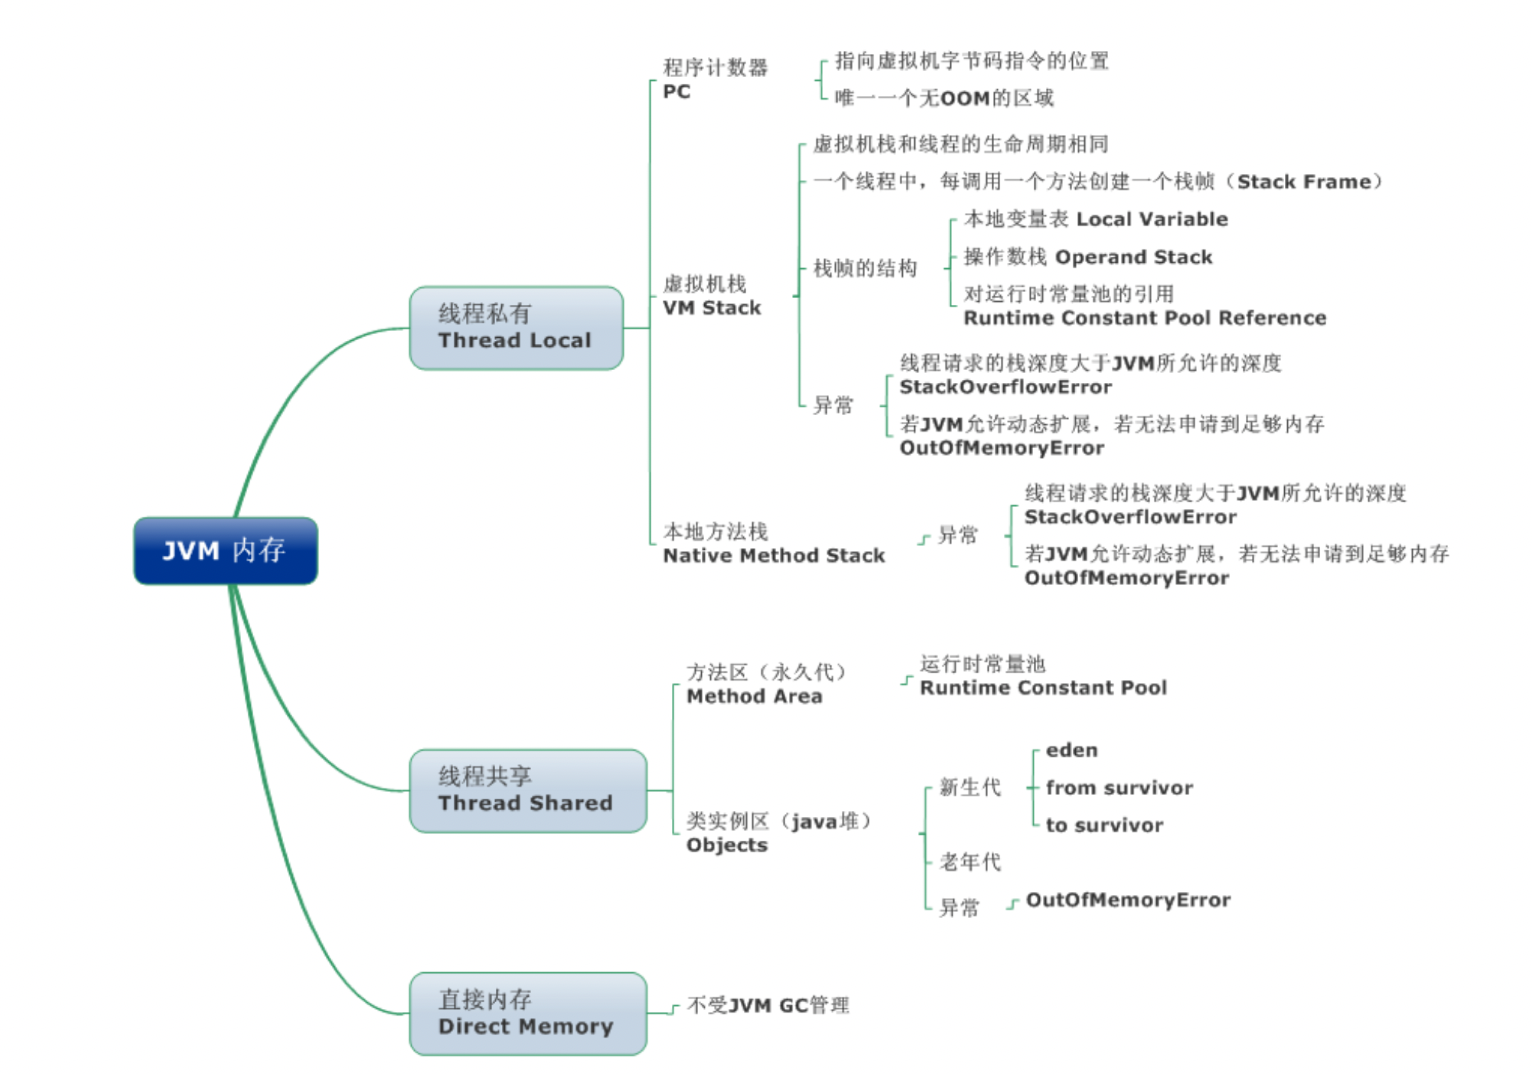 程序计数器
PC
指向虚拟机字节码指令的位置
唯一一个无OOM的区域
虚拟机栈和线程的生命周期相同
一个线程中，每调用一个方法创建一个栈帧（Stack Frame）
本地变量表 Local Variable
操作数栈 Operand Stack
栈帧的结构
对运行时常量池的引用
Runtime Constant Pool Reference
虚拟机栈
VM Stack
线程私有
Thread Local
线程请求的栈深度大于JVM所允许的深度
StackOverflowError
异常
若JVM允许动态扩展，若无法申请到足够内存
OutOfMemoryError
线程请求的栈深度大于JVM所允许的深度
StackOverflowError
本地方法栈
Native Method Stack
异常
若JVM允许动态扩展，若无法申请到足够内存
OutOfMemoryError
JVM 内存
方法区（永久代）
Method Area
运行时常量池
Runtime Constant Pool
eden
新生代
from survivor
to survivor
线程共享
Thread Shared
类实例区（java堆）
Objects
老年代
异常
OutOfMemoryError
直接内存
Direct Memory
不受JVM GC管理